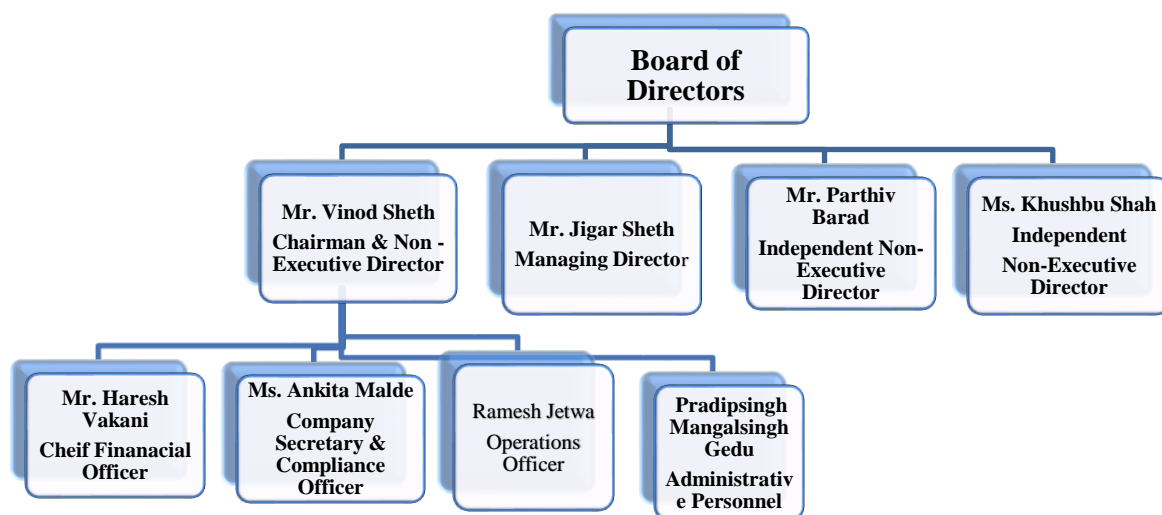 Board of
Directors
Mr. Vinod Sheth
Chairman & Non -
Executive Director
Mr. Jigar Sheth
Managing Director
Mr. Parthiv
Barad
Independent Non-
Executive
Director
Ms. Khushbu Shah
Independent
Non-Executive
Director
Mr. Haresh
Vakani
Cheif Finanacial
Officer
Ms. Ankita Malde
Company
Secretary &
Compliance
Officer
Ramesh Jetwa
Operations
Officer
Pradipsingh
Mangalsingh
Gedu
Administrativ
e Personnel